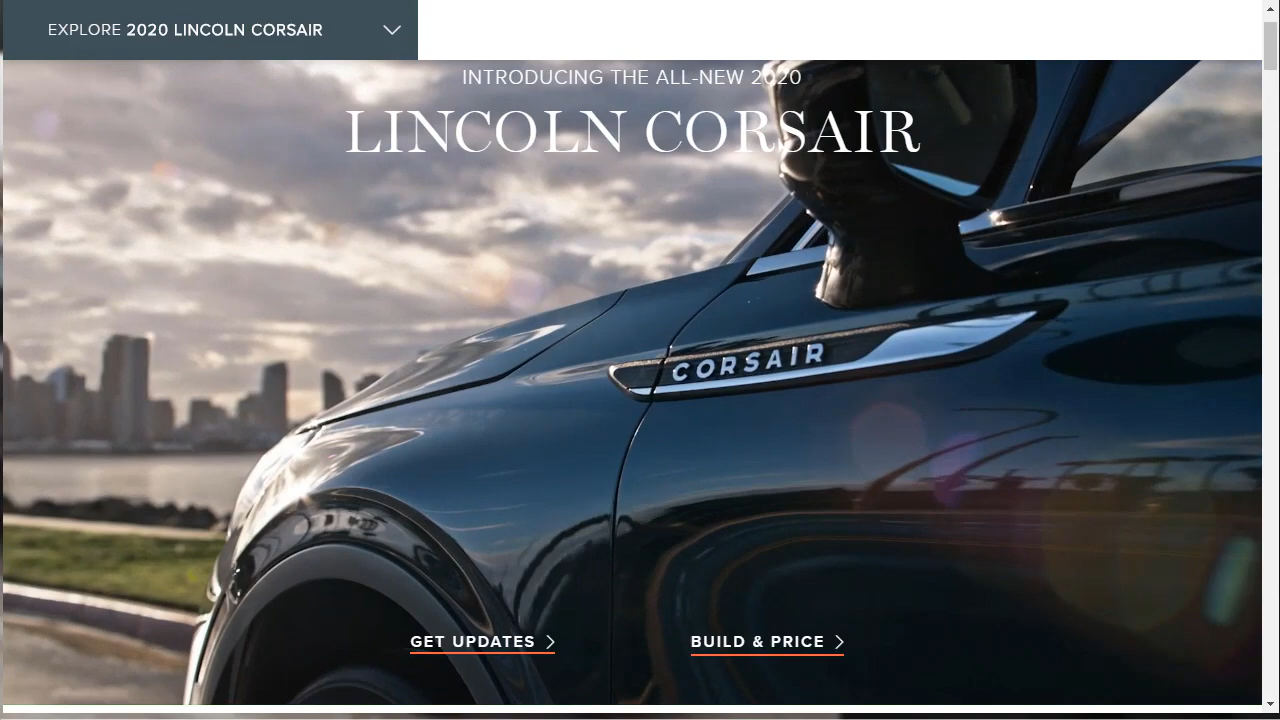 EXPLORE 2020 LINCOLN CORSAIR
INTRODUCING THE ALL-NEW 2020
LINCOLN CORSAIR
CORSAIR
GET UPDATES
BUILD & PRICE